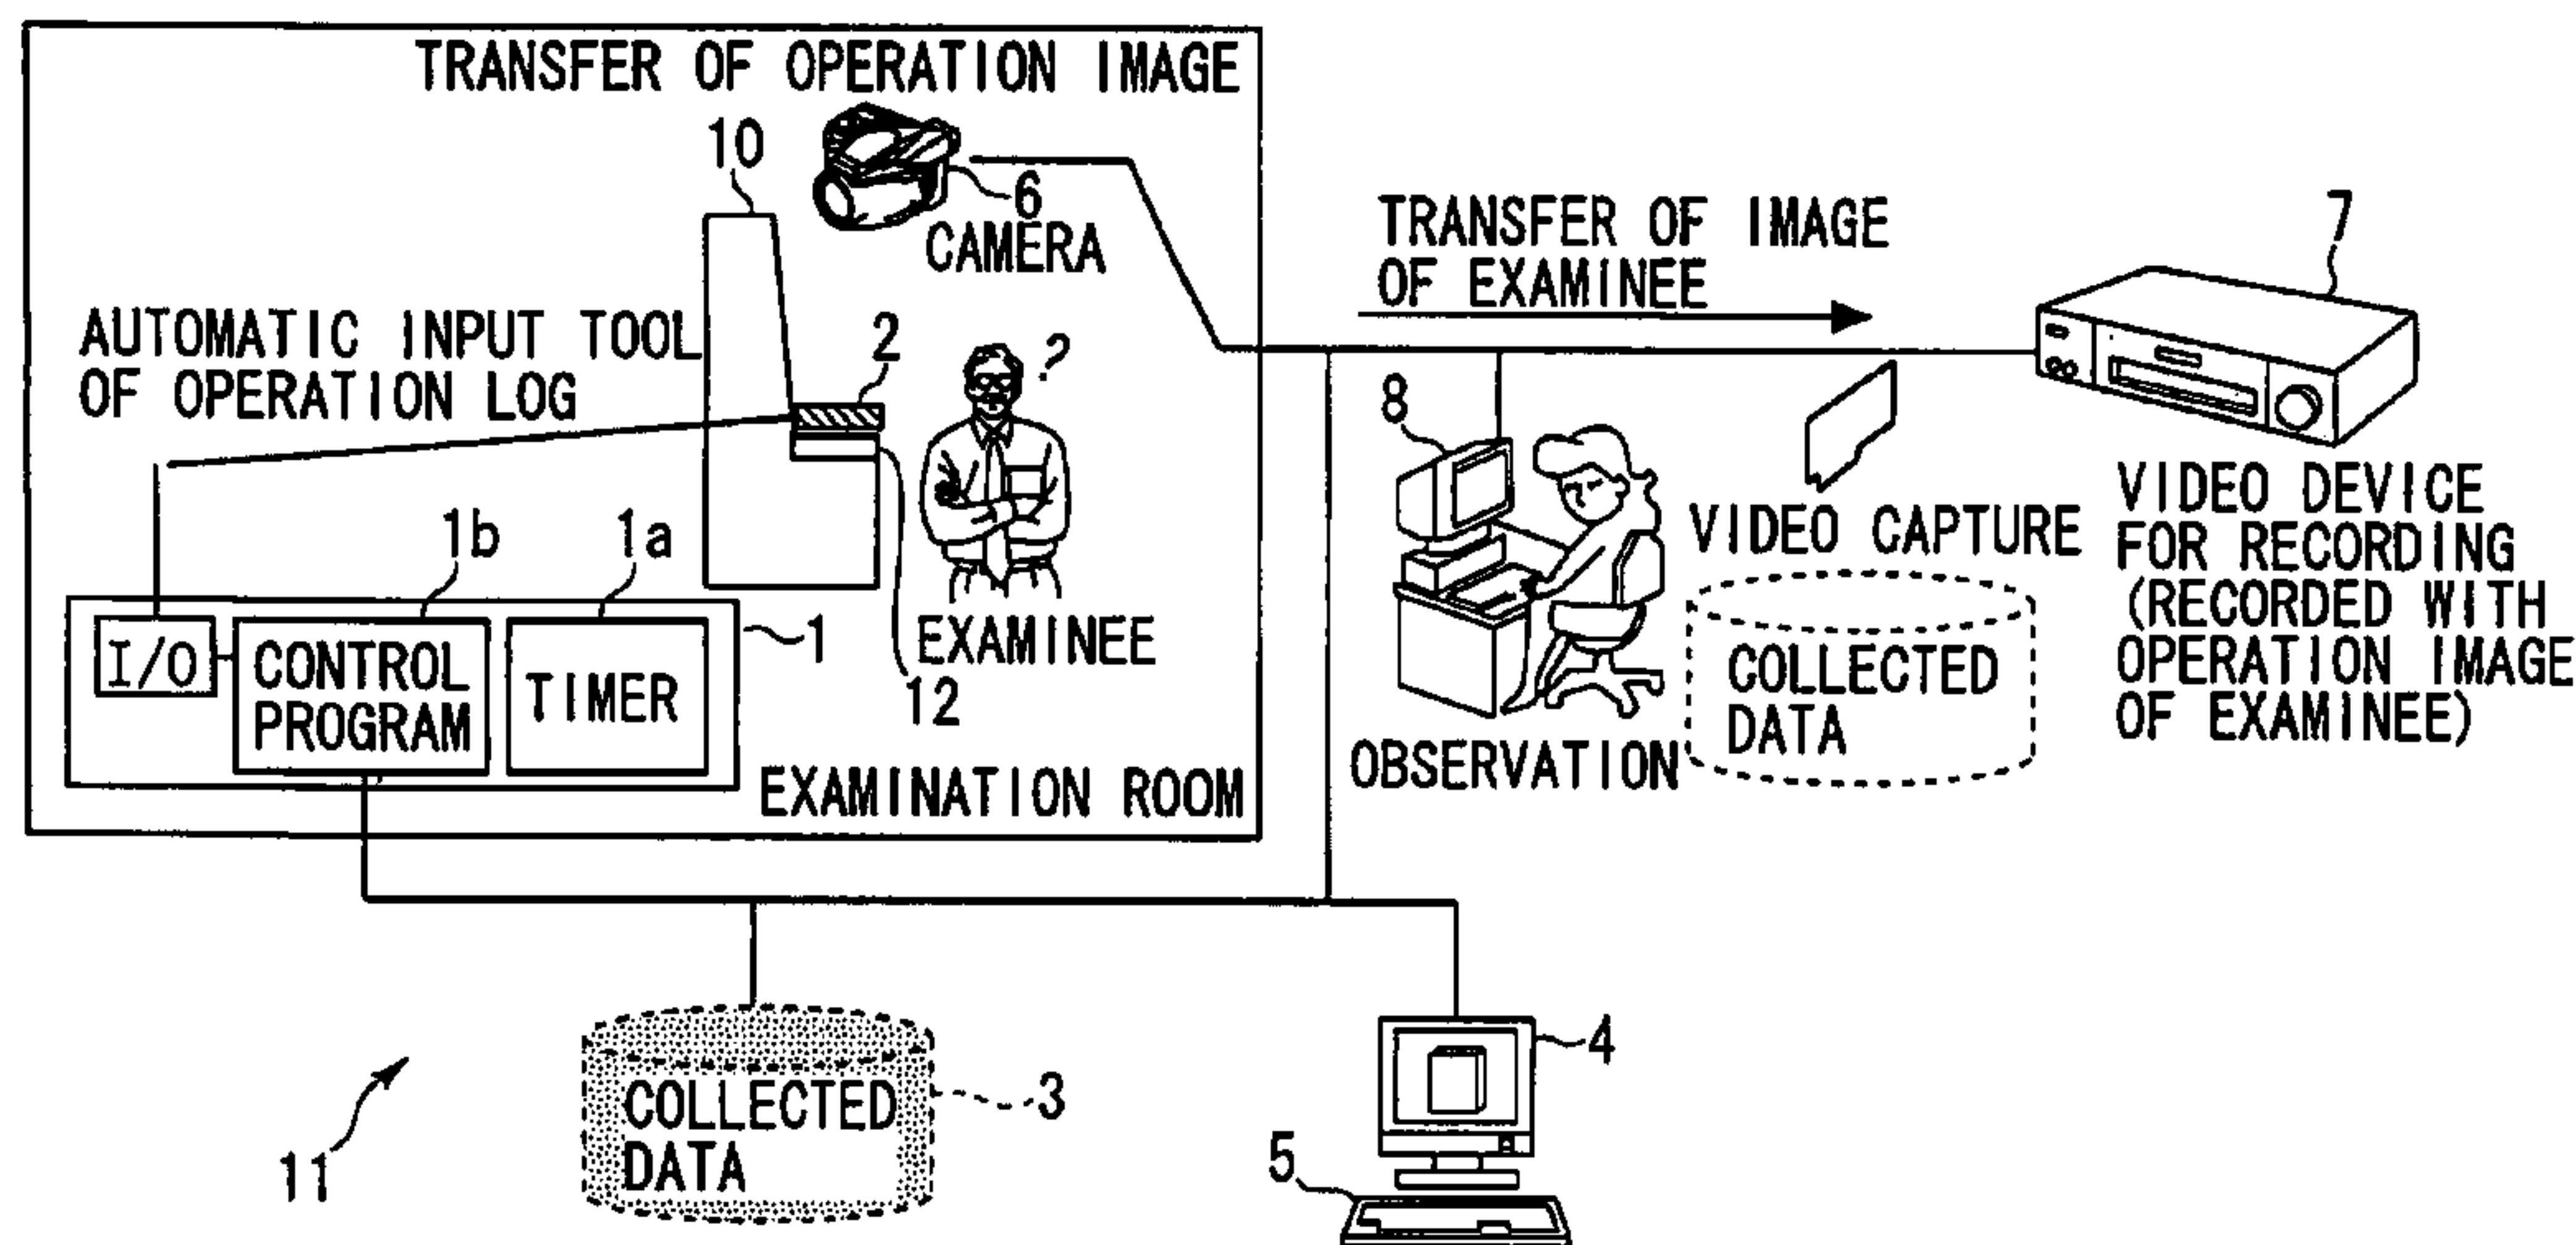 TRANSFER OF OPERATION IMAGE
10
6
CAMERA
TRANSFER OF IMAGE
OF EXAMINEE
7
AUTOMATIC INPUT TOOL
OF OPERATION LOG
2
?
8
VIDEO CAPTURE
VIDEO DEVICE
FOR RECORDING
(RECORDED WITH
OPERATION IMAGE
OF EXAMINEE)
1b
1a
I/O
CONTROL
PROGRAM
TIMER
1
EXAMINEE
12
COLLECTED
DATA
OBSERVATION
EXAMINATION ROOM
COLLECTED
DATA
3
4
5
11